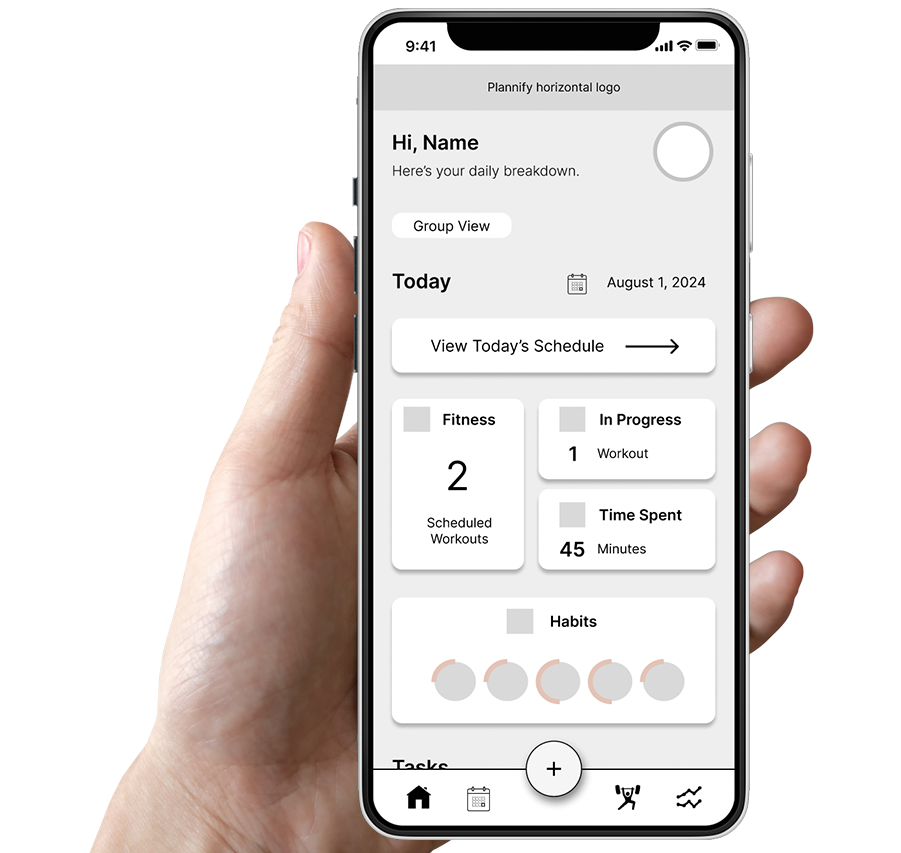 9:41
Plannify horizontal logo
Hi, Name
Here's your daily breakdown.
Group View
Today
August 1, 2024
View Today's Schedule
Fitness
2
Scheduled
Workouts
In Progress
1 Workout
Time Spent
45 Minutes
Habits
Tasks
+